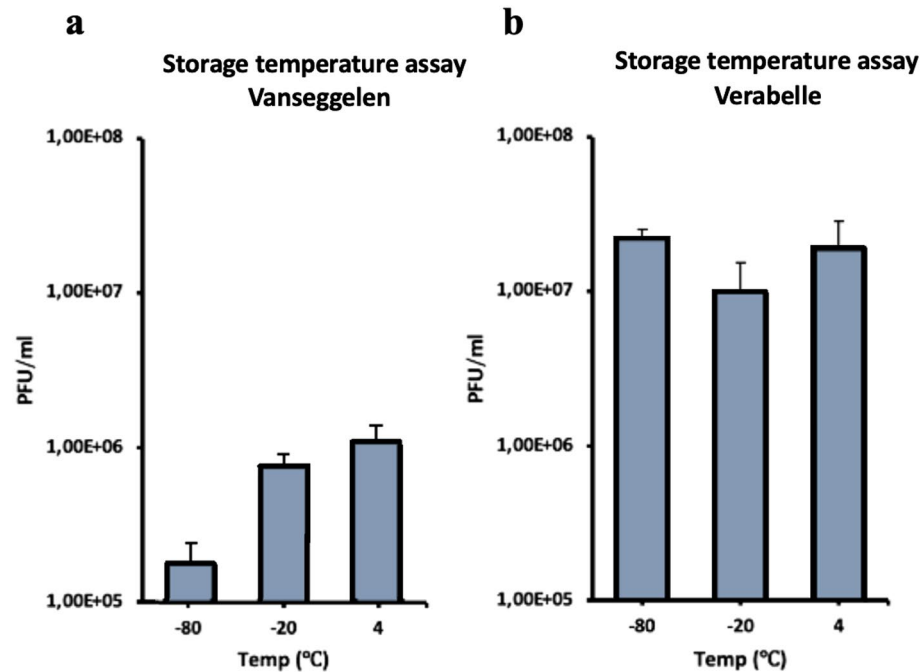 a
Storage temperature assay
Vanseggelen
1,00E+08
1,00E+07
1,00E+06
1,00E+05
PFU/ml
-80 -20 4
Temp (°C)
b
Storage temperature assay
Verabelle
1,00E+08
1,00E+07
1,00E+06
1,00E+05
PFU/ml
-80 -20 4
Temp (°C)